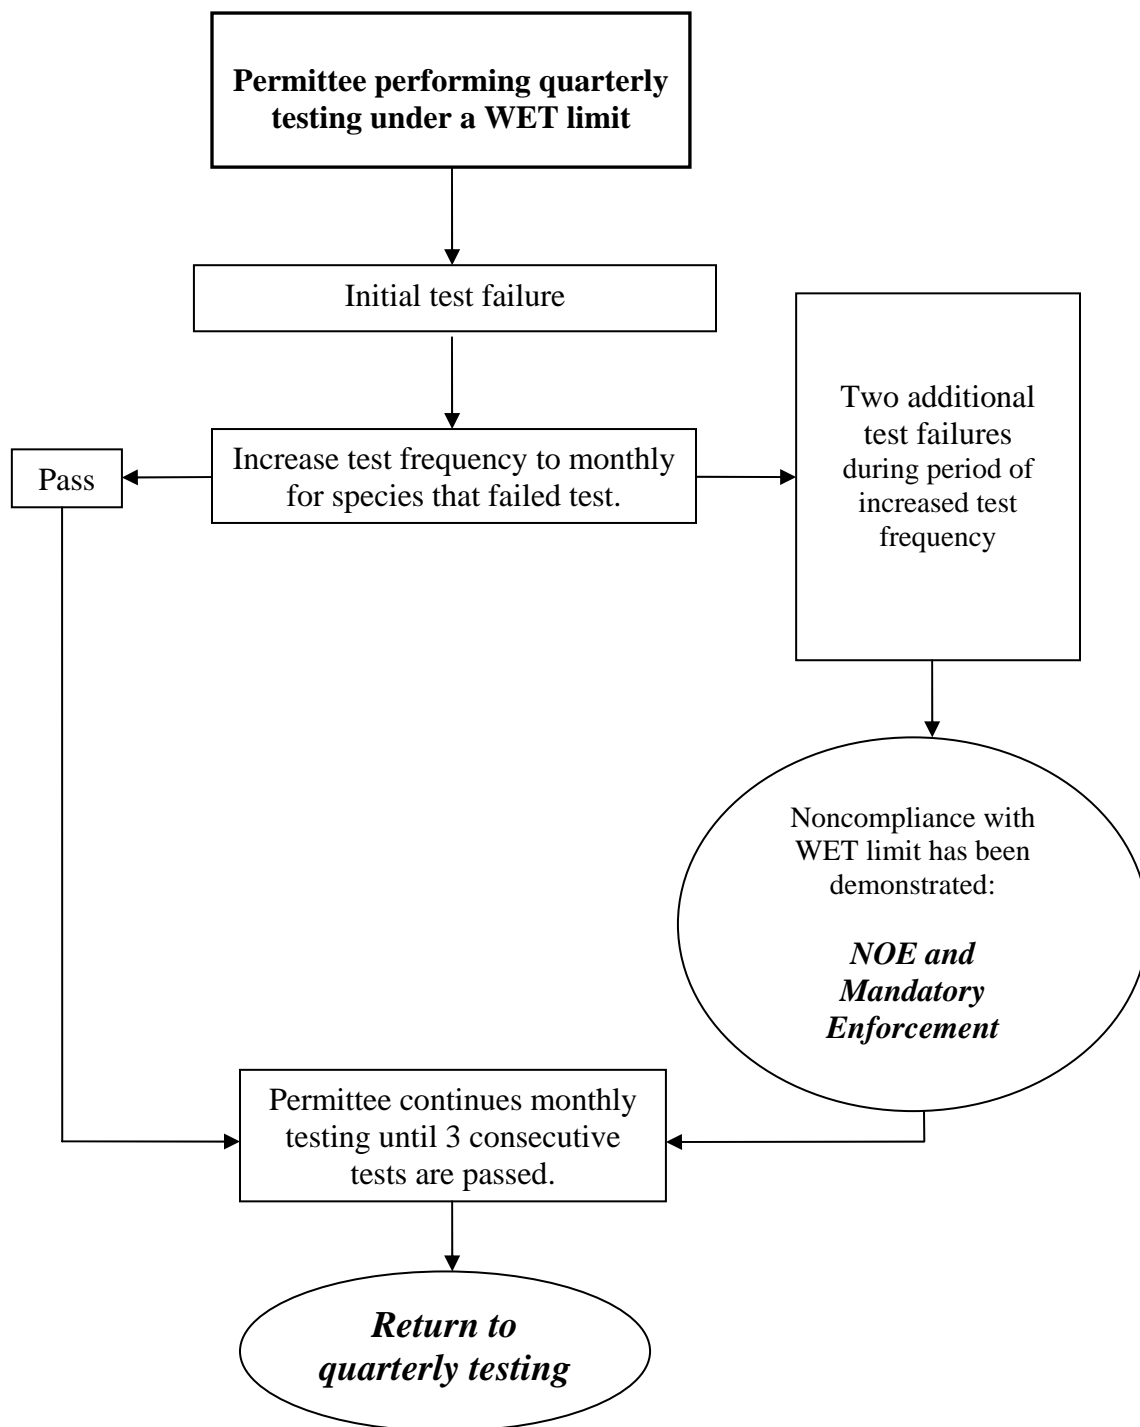 Permittee performing quarterly
testing under a WET limit
Initial test failure
Increase test frequency to monthly
for species that failed test.
Pass
Two additional
test failures
during period of
increased test
frequency
Noncompliance with
WET limit has been
demonstrated:
NOE and
Mandatory
Enforcement
Permittee continues monthly
testing until 3 consecutive
tests are passed.
Return to
quarterly testing